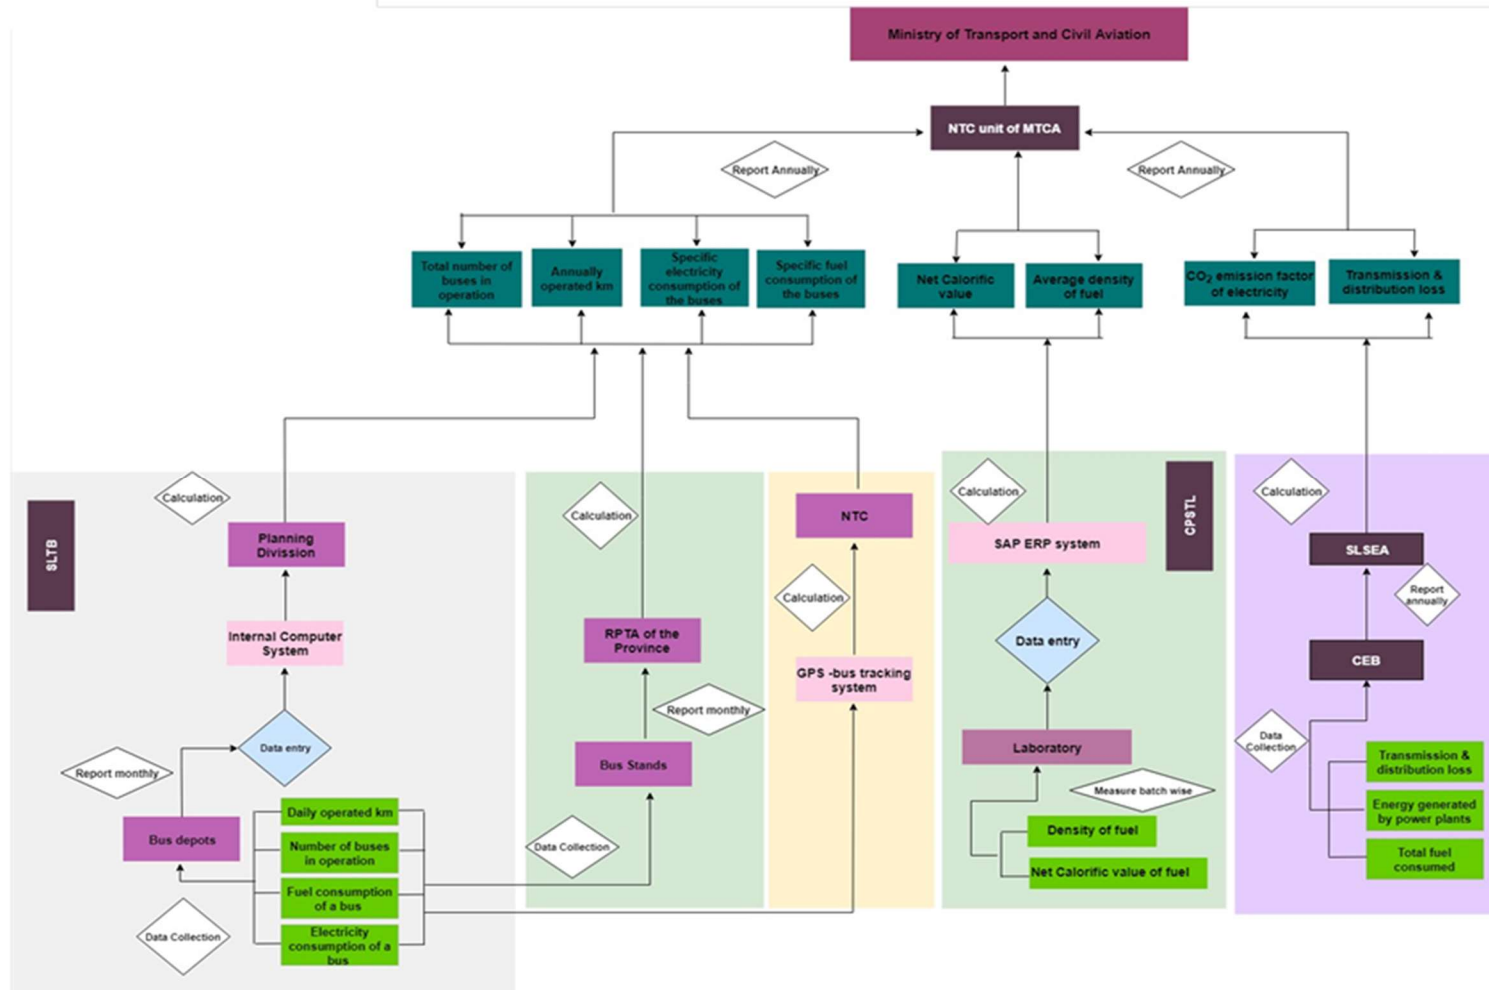 Ministry of Transport and Civil Aviation
NTC unit of MTCA
Report Annually
Report Annually
Total number of
buses in
operation
Annually
operated km
Specific
electricity
consumption of
the buses
Specific fuel
consumption of
the buses
Net Calorific
value
Average density
of fuel
CO2 emission factor
of electricity
Transmission &
distribution loss
SLTB
Calculation
Planning
Divission
Internal Computer
System
Data entry
Report monthly
Bus depots
Data Collection
Daily operated km
Number of buses
in operation
Fuel consumption
of a bus
Electricity
consumption of a
bus
Calculation
RPTA of the
Province
Report monthly
Bus Stands
Data Collection
NTC
Calculation
GPS -bus tracking
system
CPSTL
Calculation
SAP ERP system
Data entry
Laboratory
Measure batch wise
Density of fuel
Net Calorific value of fuel
Calculation
SLSEA
Report
annually
CEB
Data
Collection
Transmission &
distribution loss
Energy generated
by power plants
Total fuel
consumed